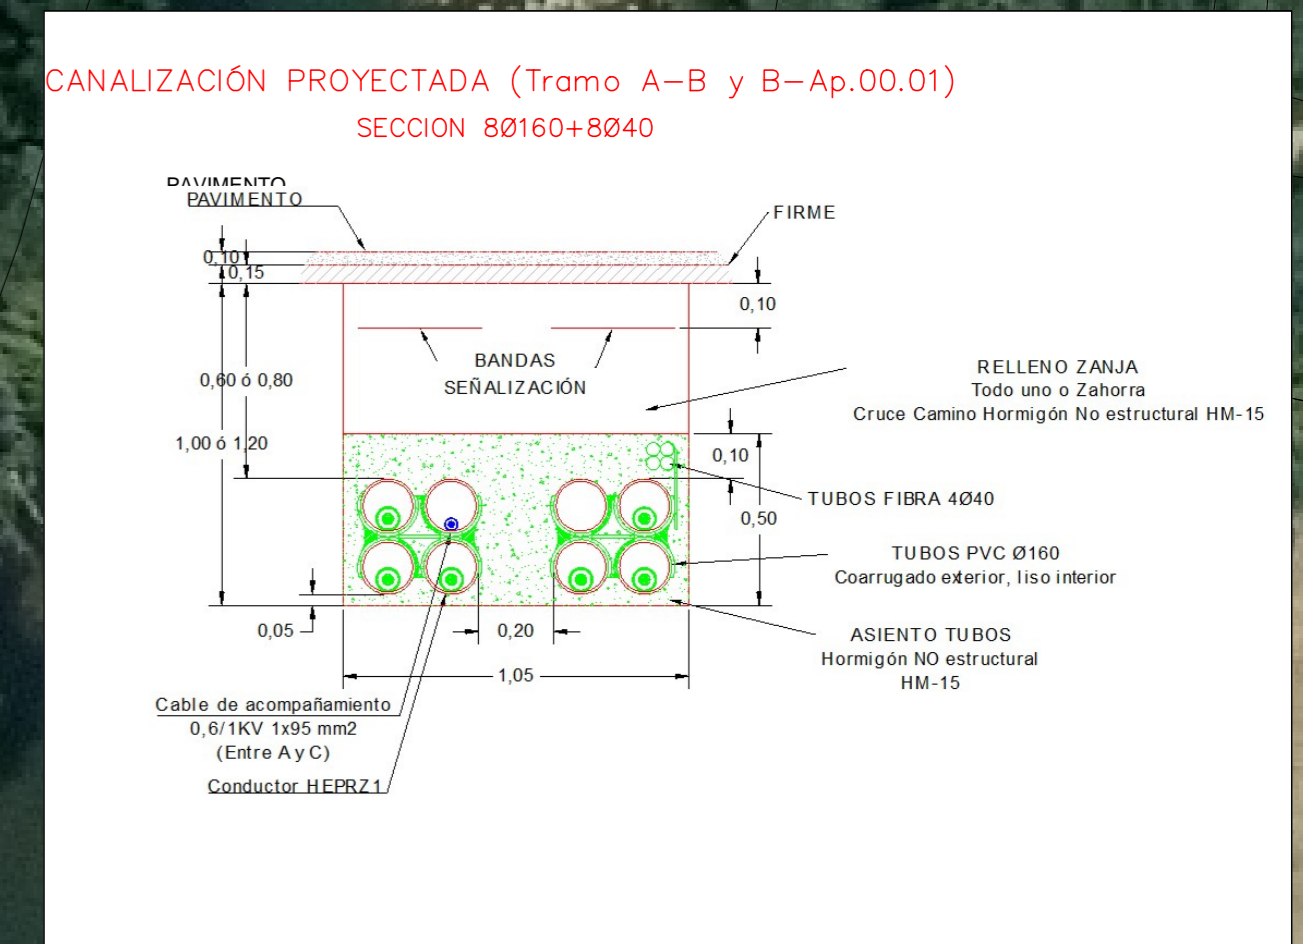 CANALIZACIÓN PROYECTADA (Tramo A-B y B-Ap.00.01)
SECCION 8Ø160+8Ø40
PAVIMENTO
PAVIMENTO
FIRME
0,10
0,15
0,10
BANDAS
SEÑALIZACIÓN
0,60 ó 0,80
1,00 ó 1,20
RELLENO ZANJA
Todo uno o Zahorra
Cruce Camino Hormigón No estructural HM-15
0,10
TUBOS FIBRA 4Ø40
0,50
TUBOS PVC Ø160
Coarrugado exterior, liso interior
0,05
0,20
ASIENTO TUBOS
Hormigón NO estructural
HM-15
1,05
Cable de acompañamiento
0,6/1KV 1x95 mm2
(Entre A y C)
Conductor HEPRZ1